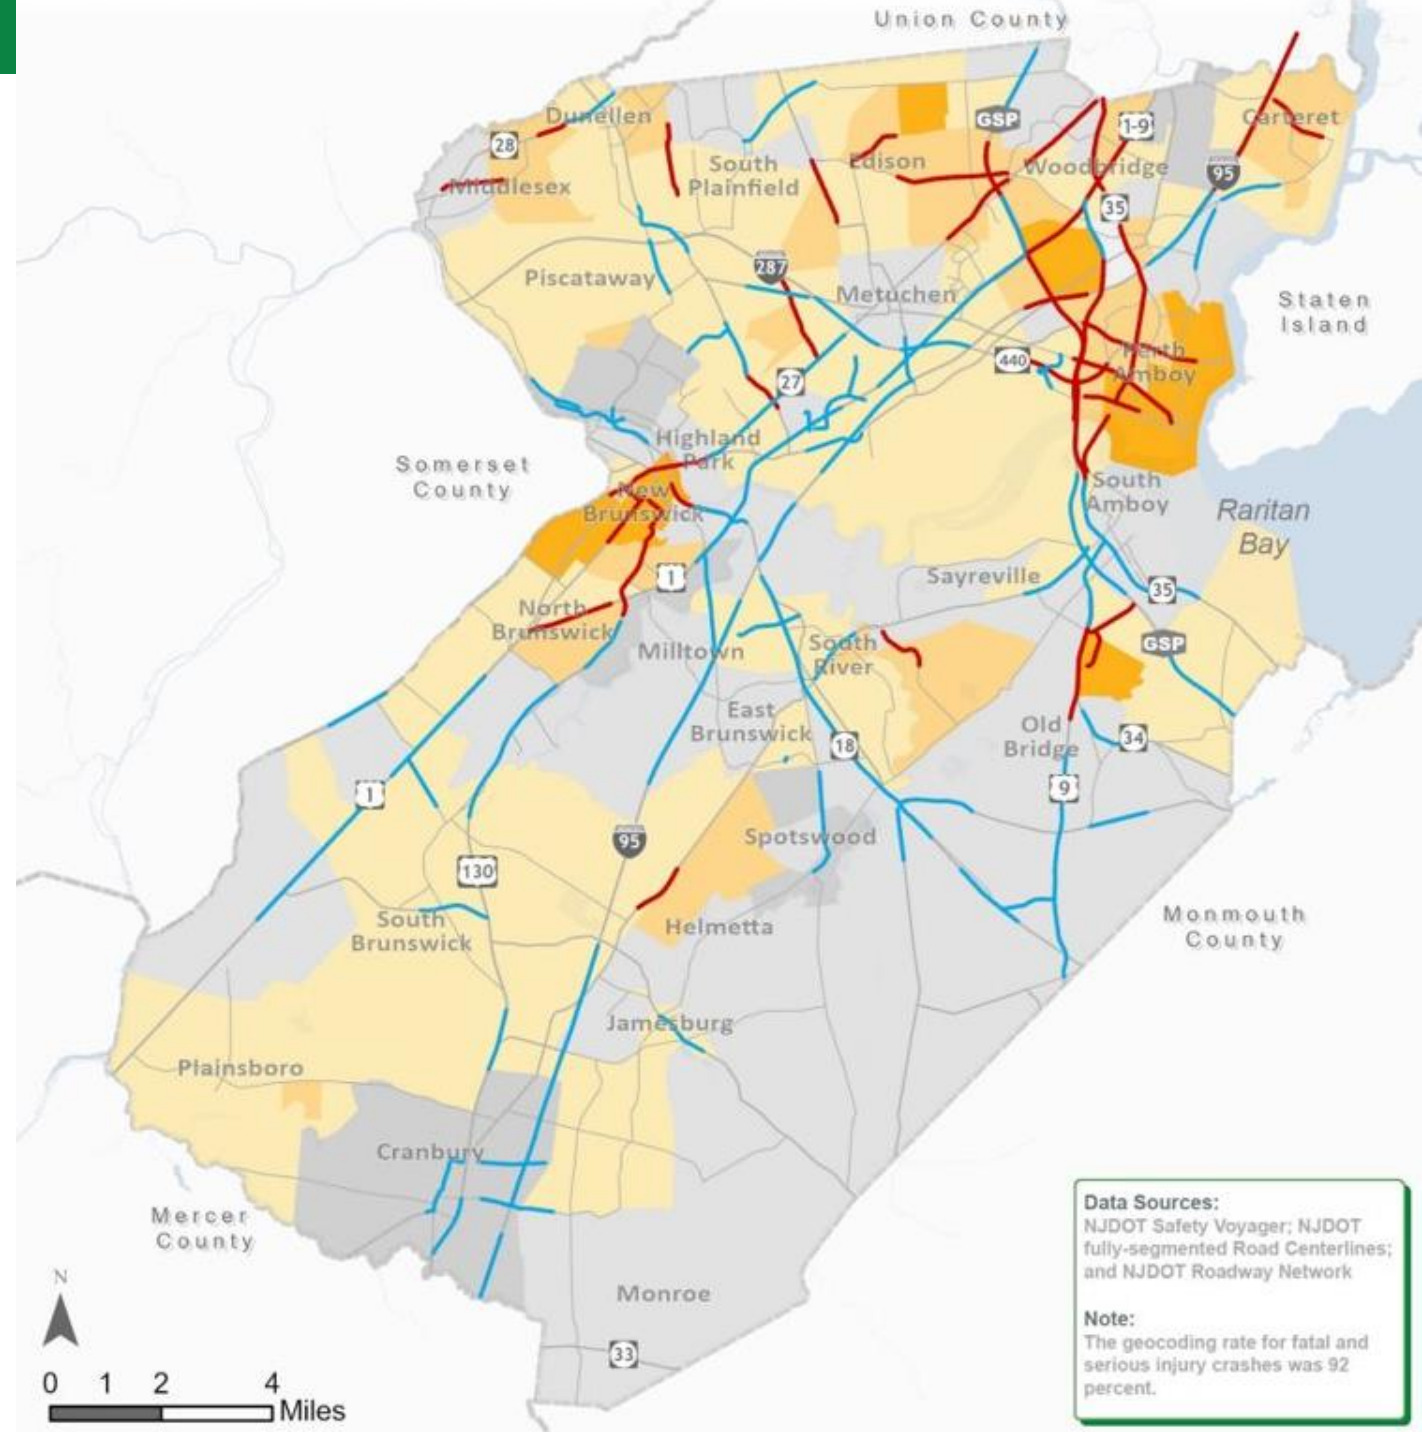 Union County
Dunellen
GSP
1-9
Carteret
28
South
Plainfield
Edison
Woodbridge
95
Middlesex
35
Piscataway
287
Metuchen
Staten
Island
440
Perth
Amboy
27
Highland
Park
Somerset
County
New
Brunswick
South
Amboy
Raritan
Bay
1
Sayreville
35
North
Brunswick
Milltown
South
River
GSP
East
Brunswick
18
Old
Bridge
34
1
9
95
Spotswood
130
South
Brunswick
Helmetta
Monmouth
County
Jamesburg
Plainsboro
Cranbury
Mercer
County
Monroe
33
Data Sources:
NJDOT Safety Voyager; NJDOT
fully-segmented Road Centerlines;
and NJDOT Roadway Network
Note:
The geocoding rate for fatal and
serious injury crashes was 92
percent.
N
0 1 2 4
Miles